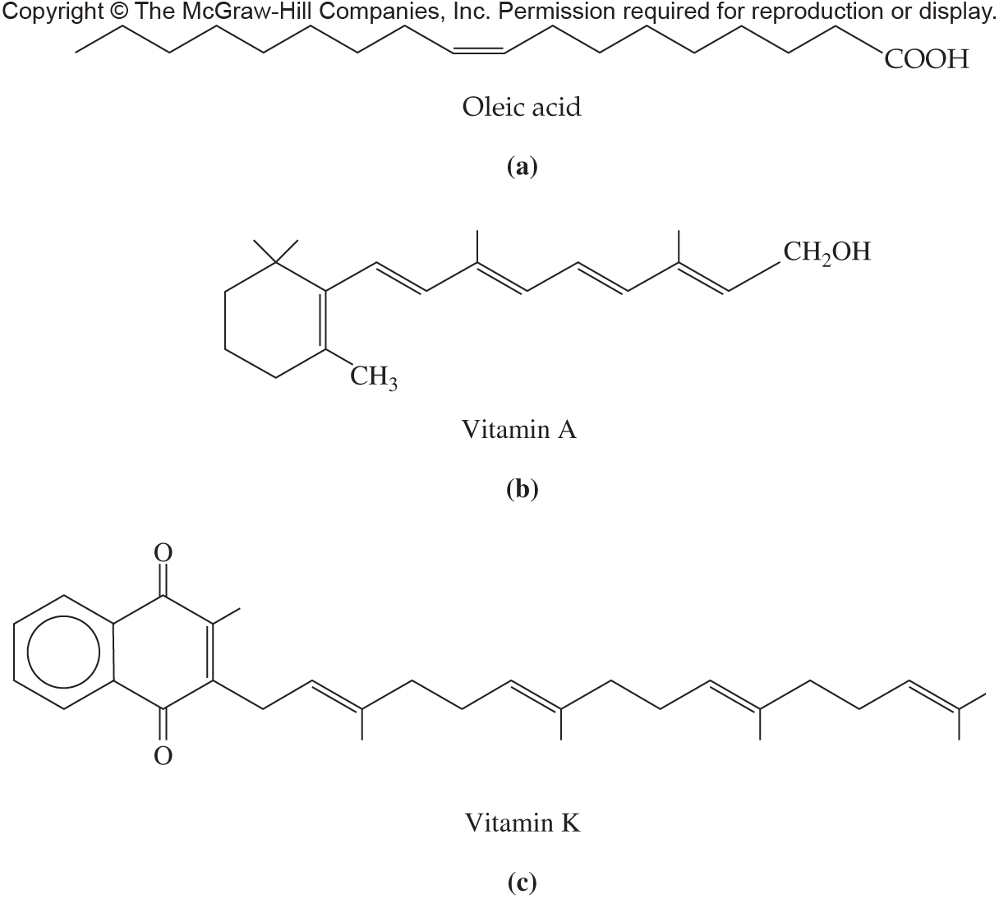 Copyright © The McGraw-Hill Companies, Inc. Permission required for reproduction or display.
COOH
Oleic acid
(a)
CH₂OH
CH₃
Vitamin A
(b)
O
O
Vitamin K
(c)